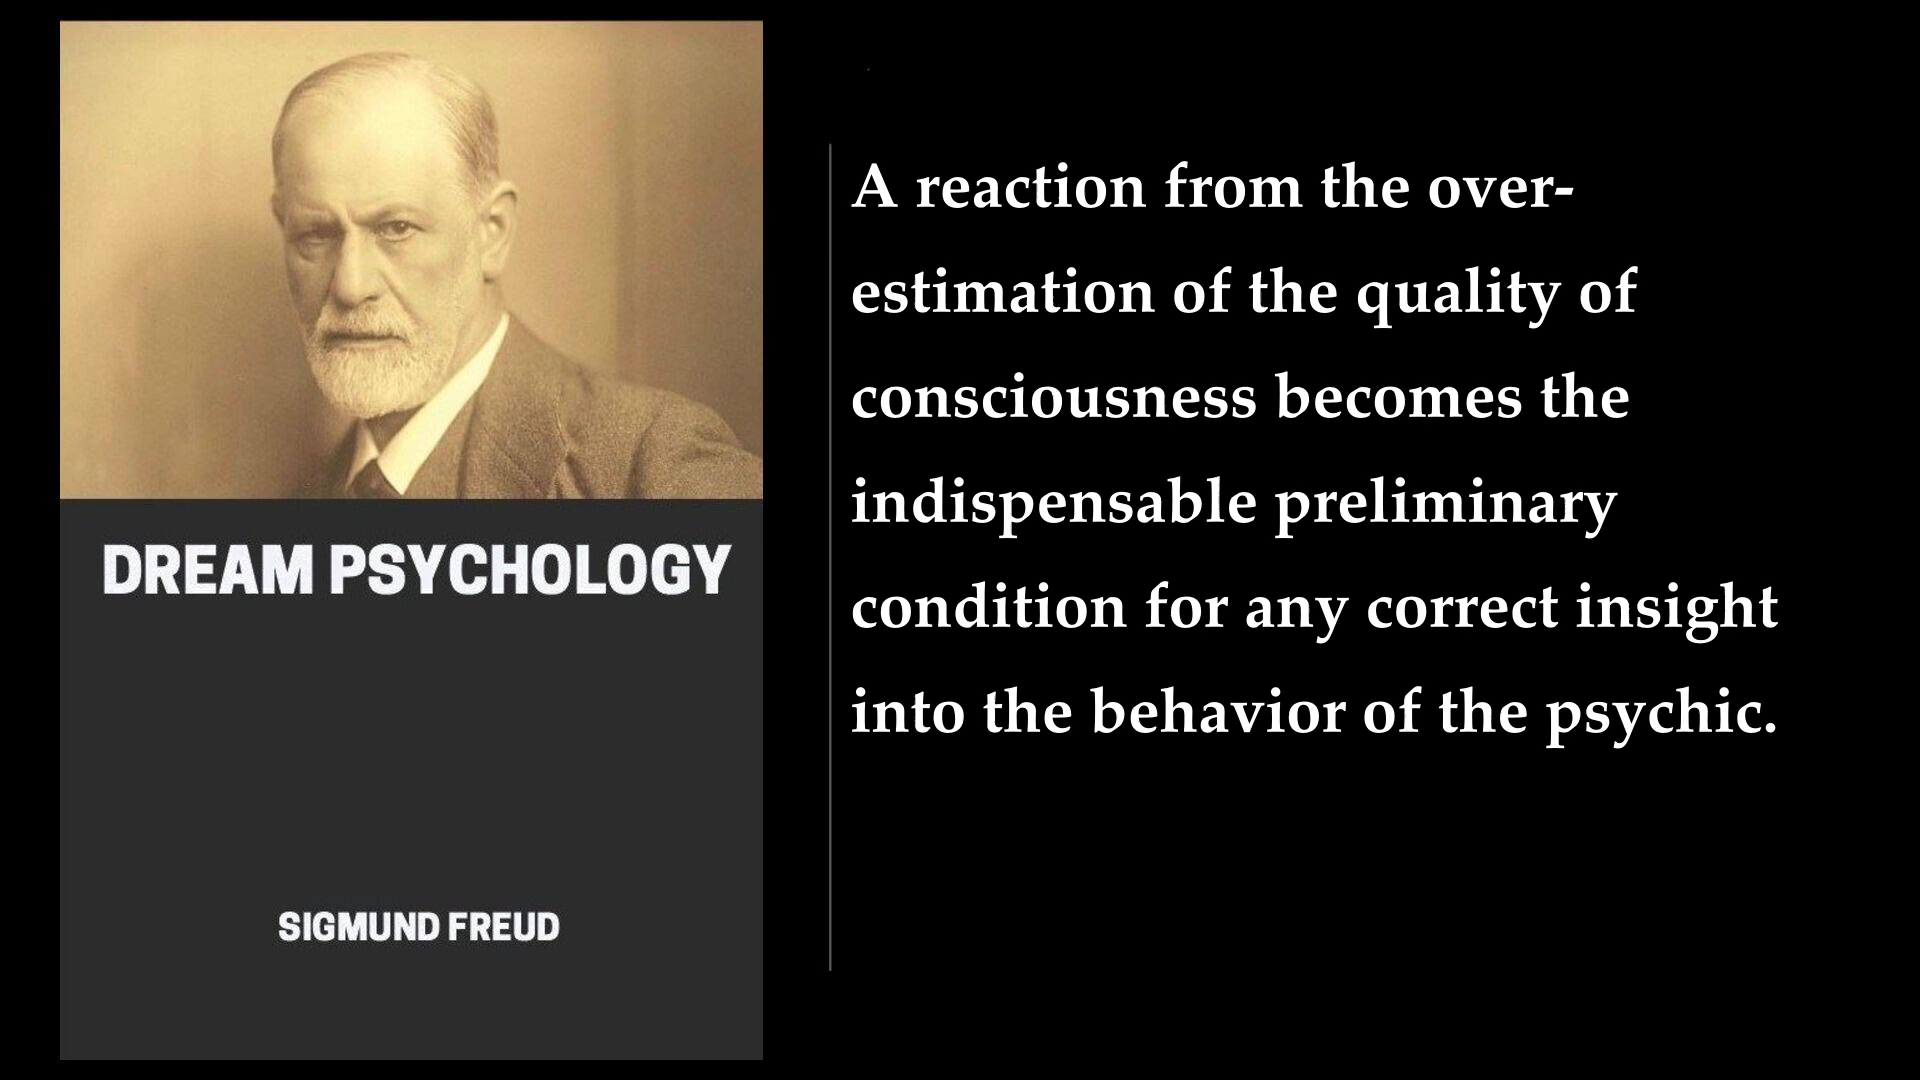 DREAM PSYCHOLOGY
SIGMUND FREUD
A reaction from the over-
estimation of the quality of
consciousness becomes the
indispensable preliminary
condition for any correct insight
into the behavior of the psychic.